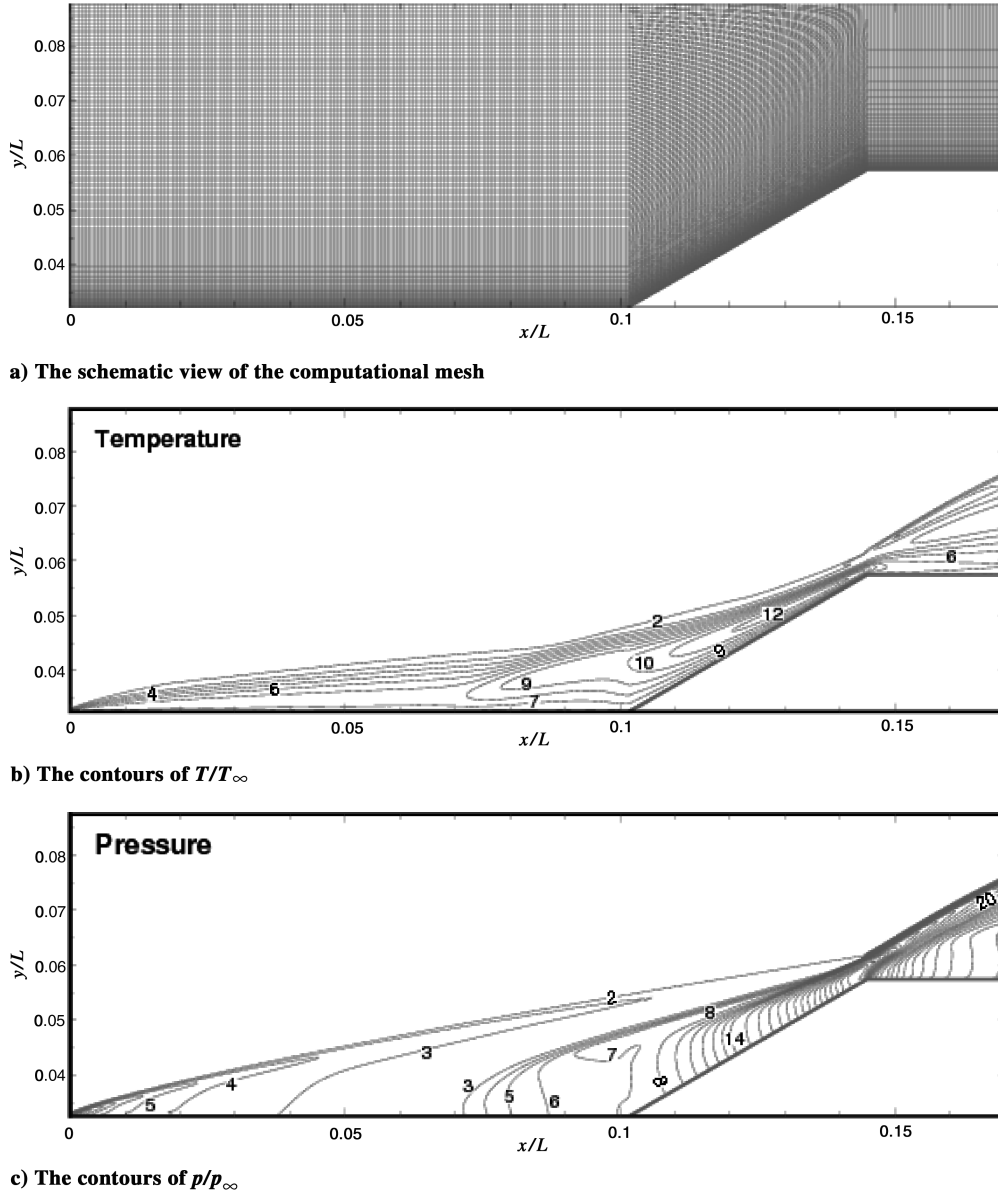 0.08
0.07
0.06
0.05
0.04
y/L
0 0.05 0.1 0.15
x/L
a) The schematic view of the computational mesh
Temperature
0.08
0.07
0.06
0.05
0.04
y/L
6
2
12
9
10
9
7
4
6
0 0.05 0.1 0.15
x/L
b) The contours of T/T∞
Pressure
0.08
0.07
0.06
0.05
0.04
y/L
20
2
8
14
3
7
4
5
3
5
6
8
0 0.05 0.1 0.15
x/L
c) The contours of p/p∞